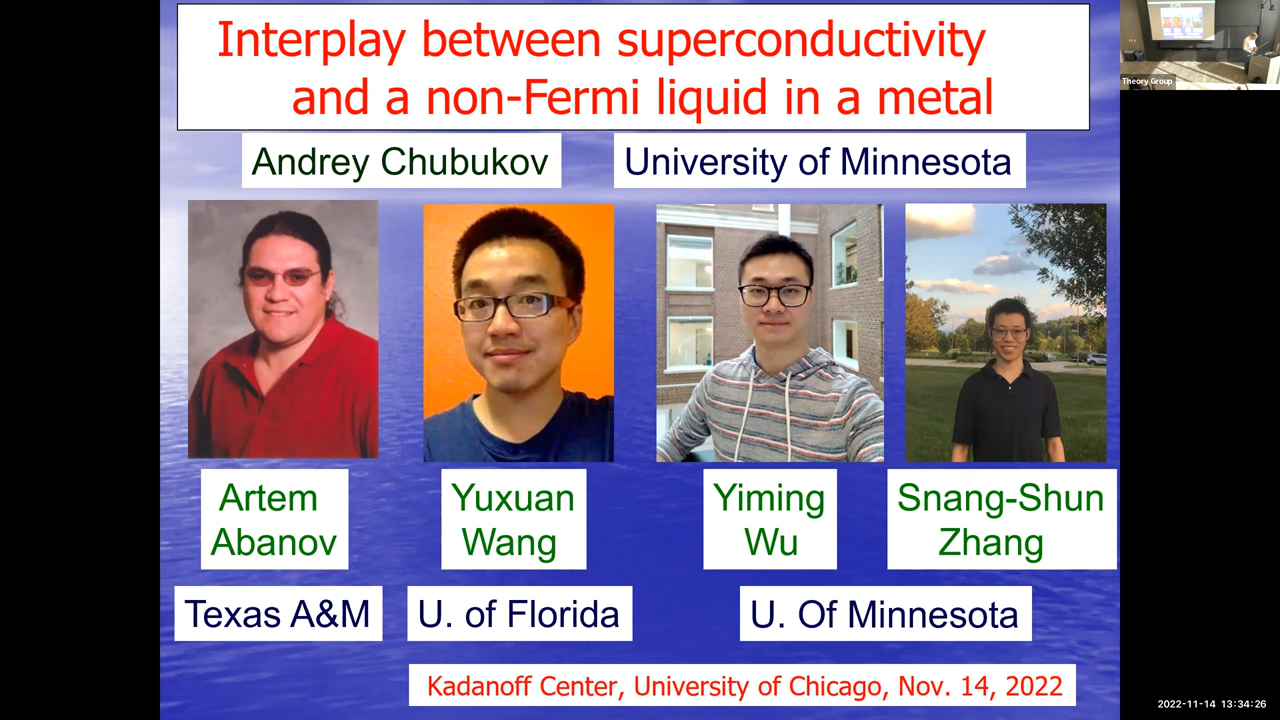 Interplay between superconductivity
and a non-Fermi liquid in a metal
Andrey Chubukov
University of Minnesota
Artem
Abanov
Yuxuan
Wang
Yiming
Wu
Snang-Shun
Zhang
Texas A&M
U. of Florida
U. Of Minnesota
Kadanoff Center, University of Chicago, Nov. 14, 2022
Theory Group
2022-11-14 13:34:26